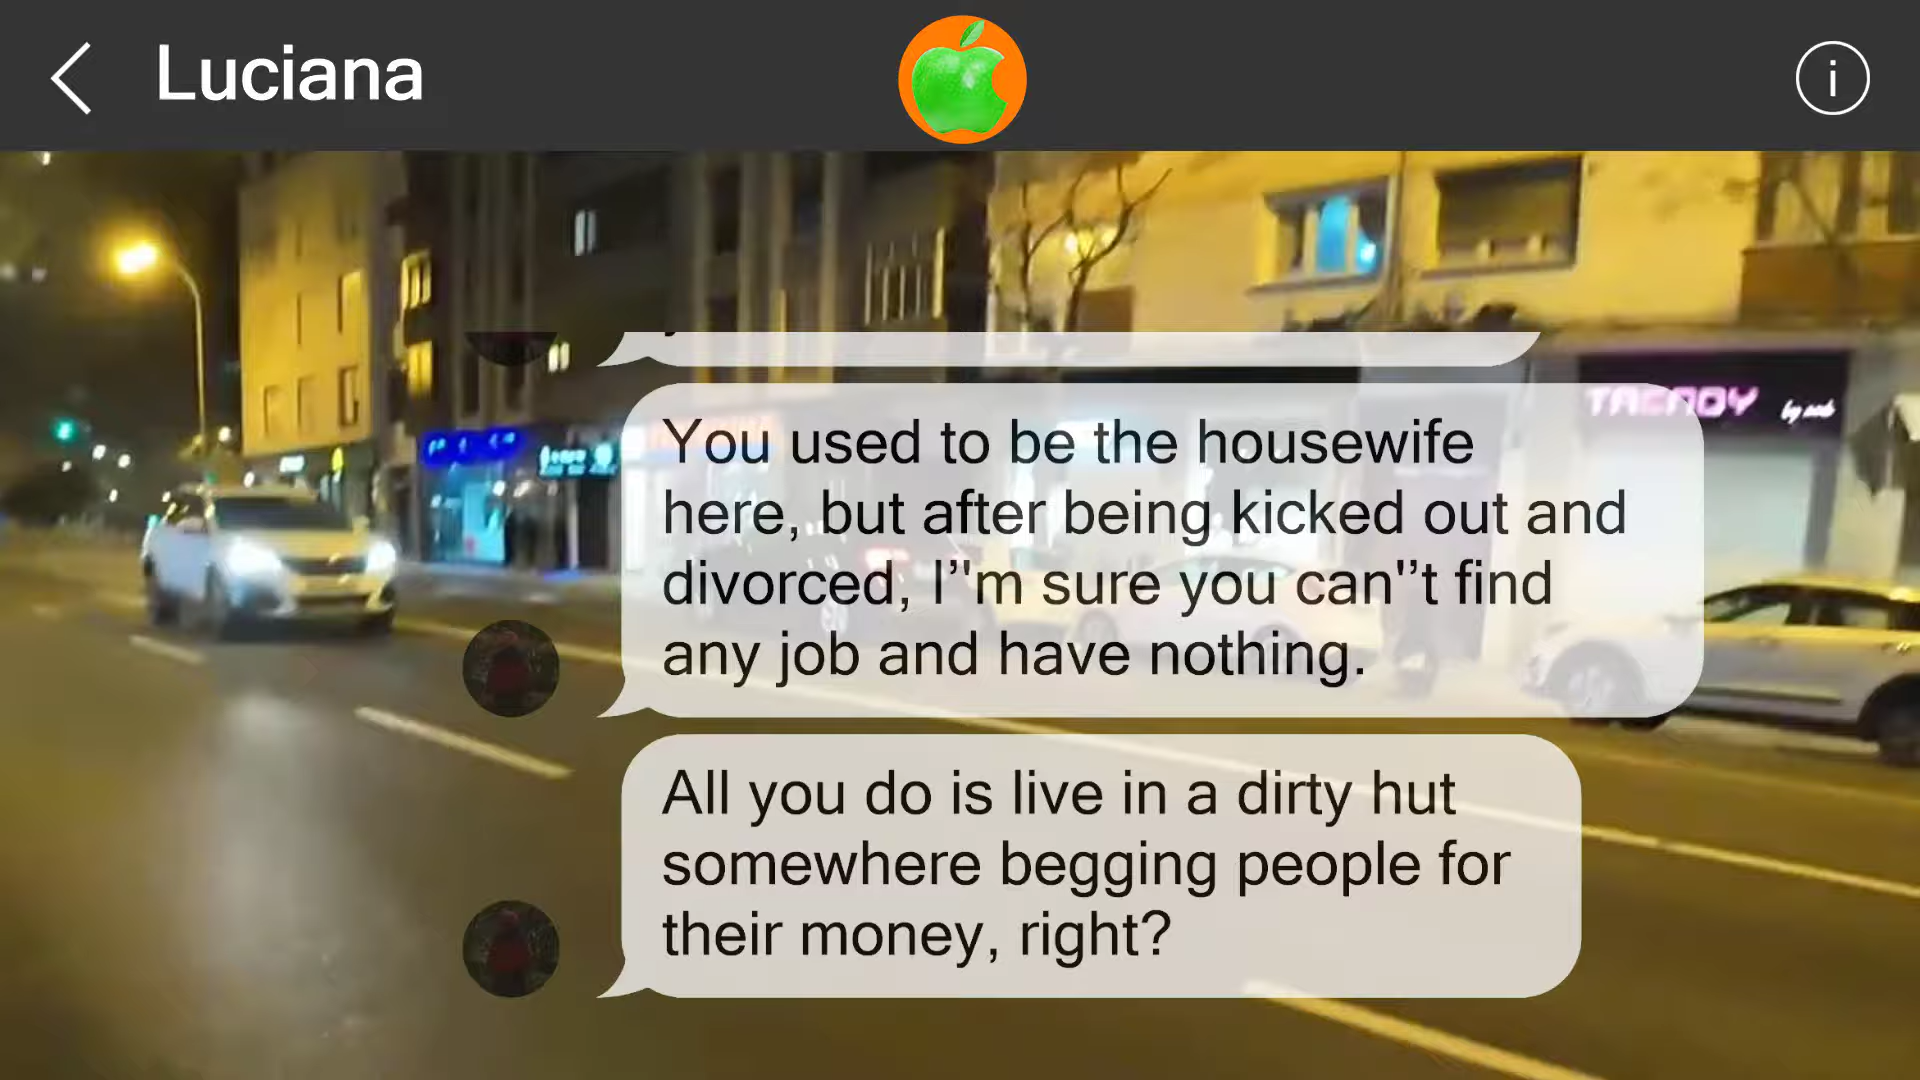 Luciana
i
You used to be the housewife
here, but after being kicked out and
divorced, I’'m sure you can'’t find
any job and have nothing.
All you do is live in a dirty hut
somewhere begging people for
their money, right?